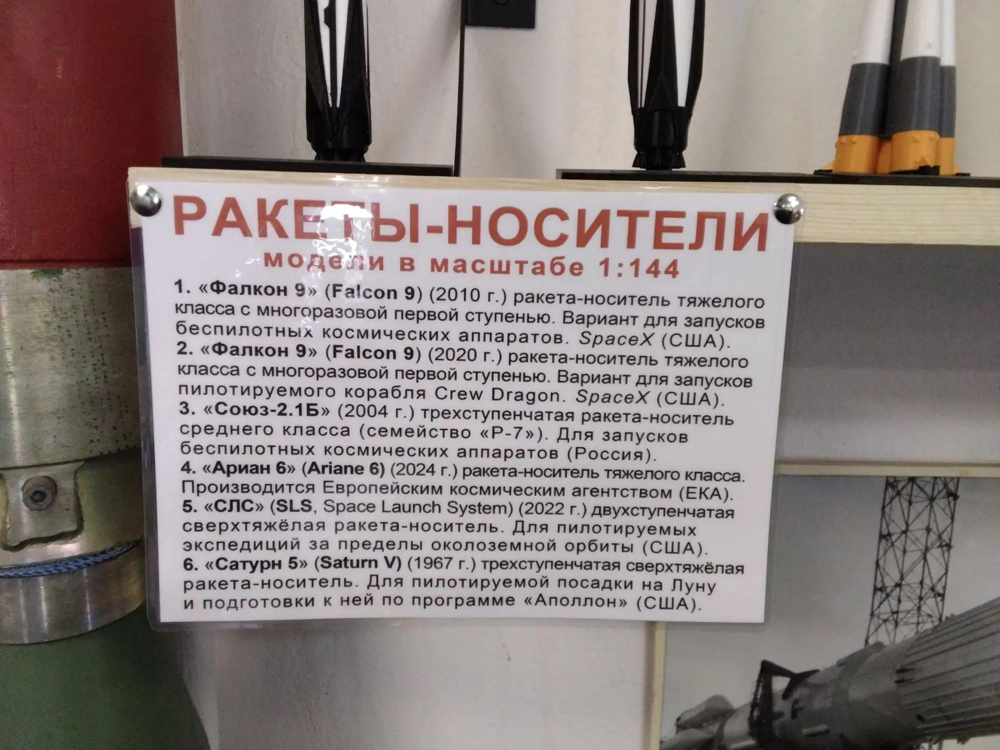 РАКЕТЫ-НОСИТЕЛИ
модели в масштабе 1:144
1. «Фалкон 9» (Falcon 9) (2010 г.) ракета-носитель тяжелого
класса с многоразовой первой ступенью. Вариант для запусков
беспилотных космических аппаратов. SpaceX (США).
2. «Фалкон 9» (Falcon 9) (2020 г.) ракета-носитель тяжелого
класса с многоразовой первой ступенью. Вариант для запусков
пилотируемого корабля Crew Dragon. SpaceX (США).
3. «Союз-2.1Б» (2004 г.) трехступенчатая ракета-носитель
среднего класса (семейство «Р-7»). Для запусков
беспилотных космических аппаратов (Россия).
4. «Ариан 6» (Ariane 6) (2024 г.) ракета-носитель тяжелого класса.
Производится Европейским космическим агентством (ЕКА).
5. «СЛС» (SLS, Space Launch System) (2022 г.) двухступенчатая
сверхтяжёлая ракета-носитель. Для пилотируемых
экспедиций за пределы околоземной орбиты (США).
6. «Сатурн 5» (Saturn V) (1967 г.) трехступенчатая сверхтяжёлая
ракета-носитель. Для пилотируемой посадки на Луну
и подготовки к ней по программе «Аполлон» (США).